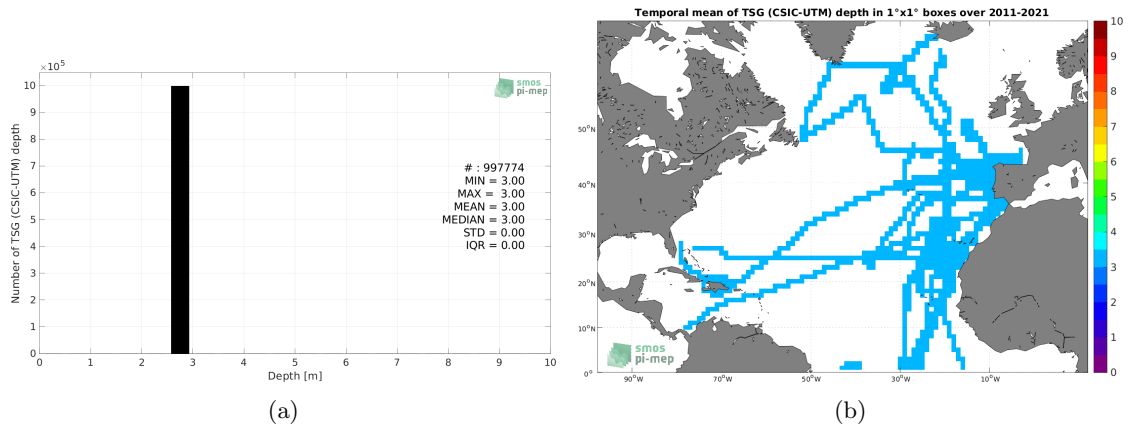 ×10⁵
10
9
8
7
6
5
4
3
2
1
0
Number of TSG (CSIC-UTM) depth
smos
pi-mep
# : 997774
MIN = 3.00
MAX = 3.00
MEAN = 3.00
MEDIAN = 3.00
STD = 0.00
IQR = 0.00
0 1 2 3 4 5 6 7 8 9 10
Depth [m]
(a)
Temporal mean of TSG (CSIC-UTM) depth in 1°x1° boxes over 2011-2021
50°N
40°N
30°N
20°N
10°N
0°
90°W 70°W 50°W 30°W 10°W
smos
pi-mep
10
9
8
7
6
5
4
3
2
1
0
(b)